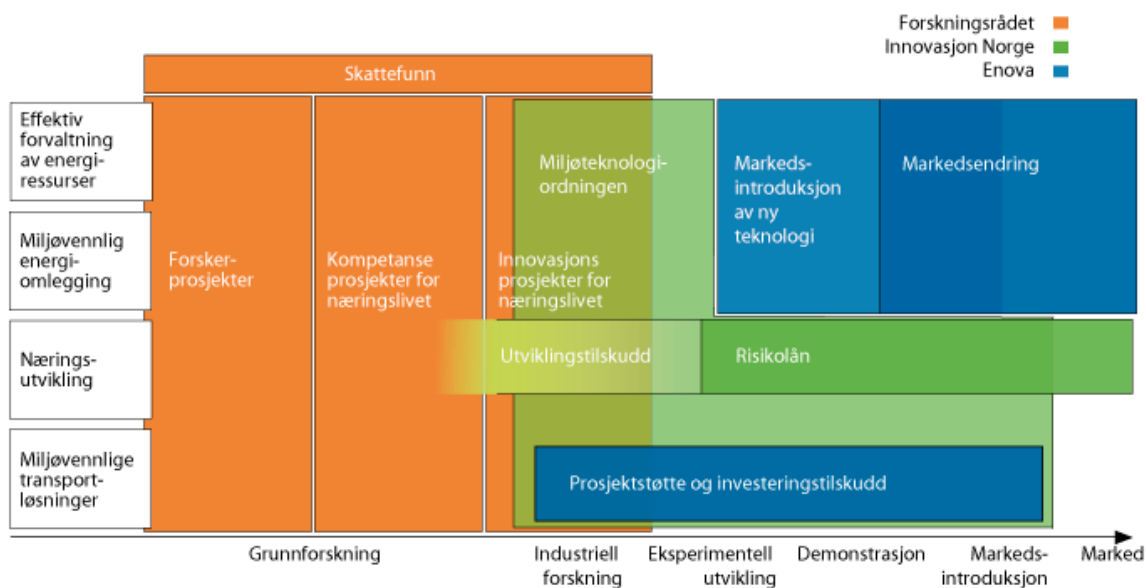 Forskningsrådet
Innovasjon Norge
Enova
Skattefunn
Effektiv
forvaltning
av energi-
ressurser
Miljøvennlig
energi-
omlegging
Nærings-
utvikling
Miljøvennlige
transport-
løsninger
Forsker-
prosjekter
Kompetanse
prosjekter for
næringslivet
Innovasjons
prosjekter for
næringslivet
Miljøteknologi-
ordningen
Markeds-
introduksjon
av ny
teknologi
Markedsendring
Utviklingstilskudd
Risikolån
Prosjektstøtte og investeringstilskudd
Grunnforskning
Industriell
forskning
Eksperimentell
utvikling
Demonstrasjon
Markeds-
introduksjon
Marked